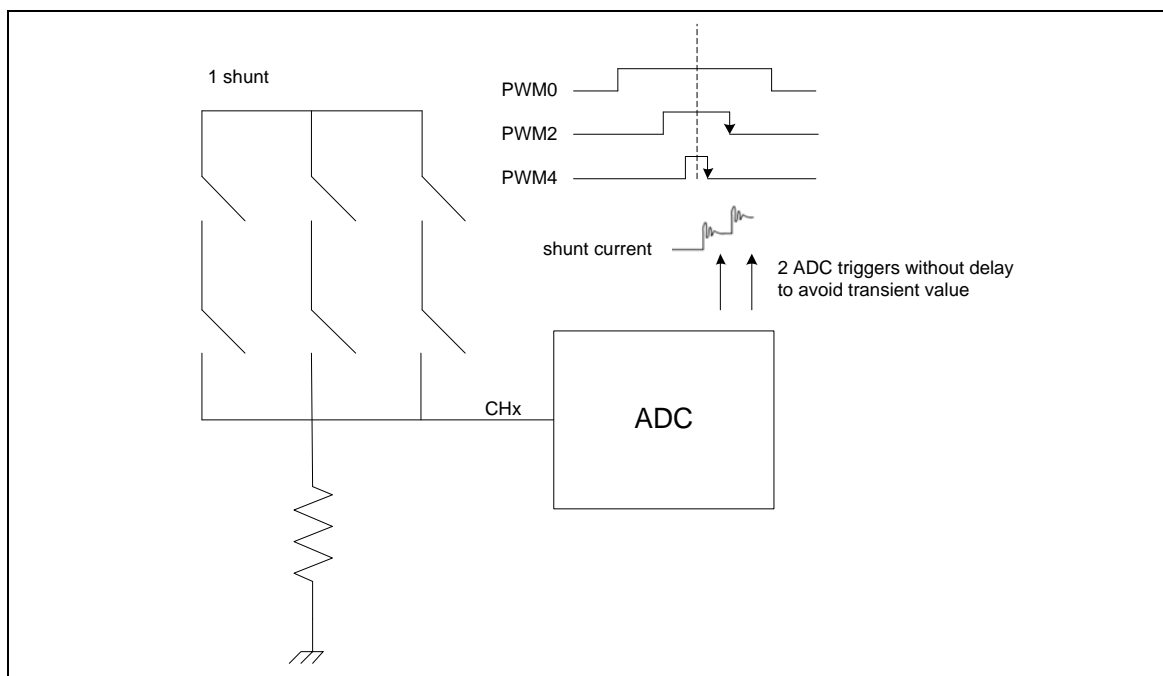 1 shunt
PWM0
PWM2
PWM4
shunt current
2 ADC triggers without delay
to avoid transient value
CHx
ADC